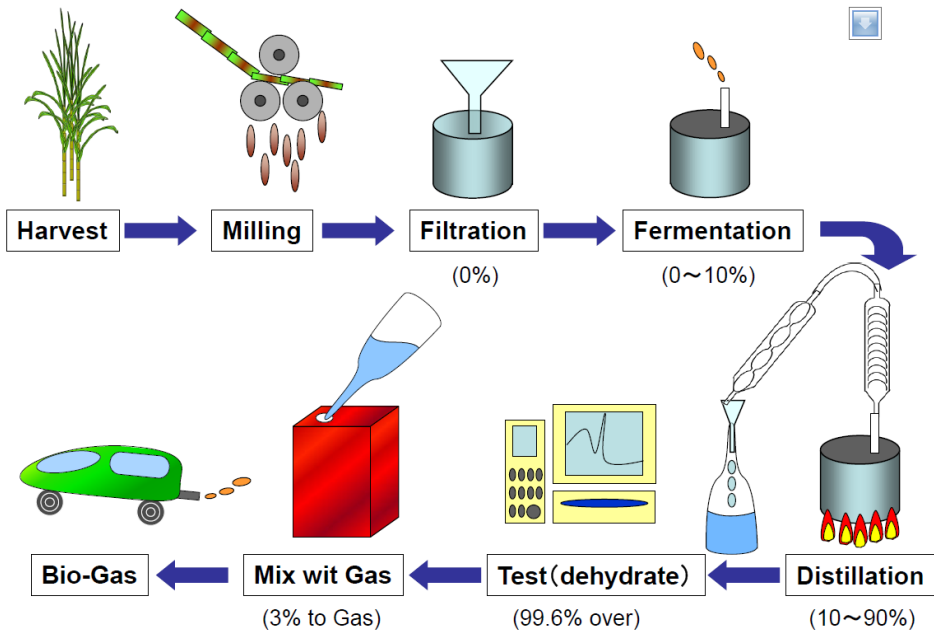 Harvest
Milling
Filtration
Fermentation
(0%)
(0～10%)
Bio-Gas
Mix wit Gas
Test（dehydrate）
Distillation
(3% to Gas)
(99.6% over)
(10～90%)